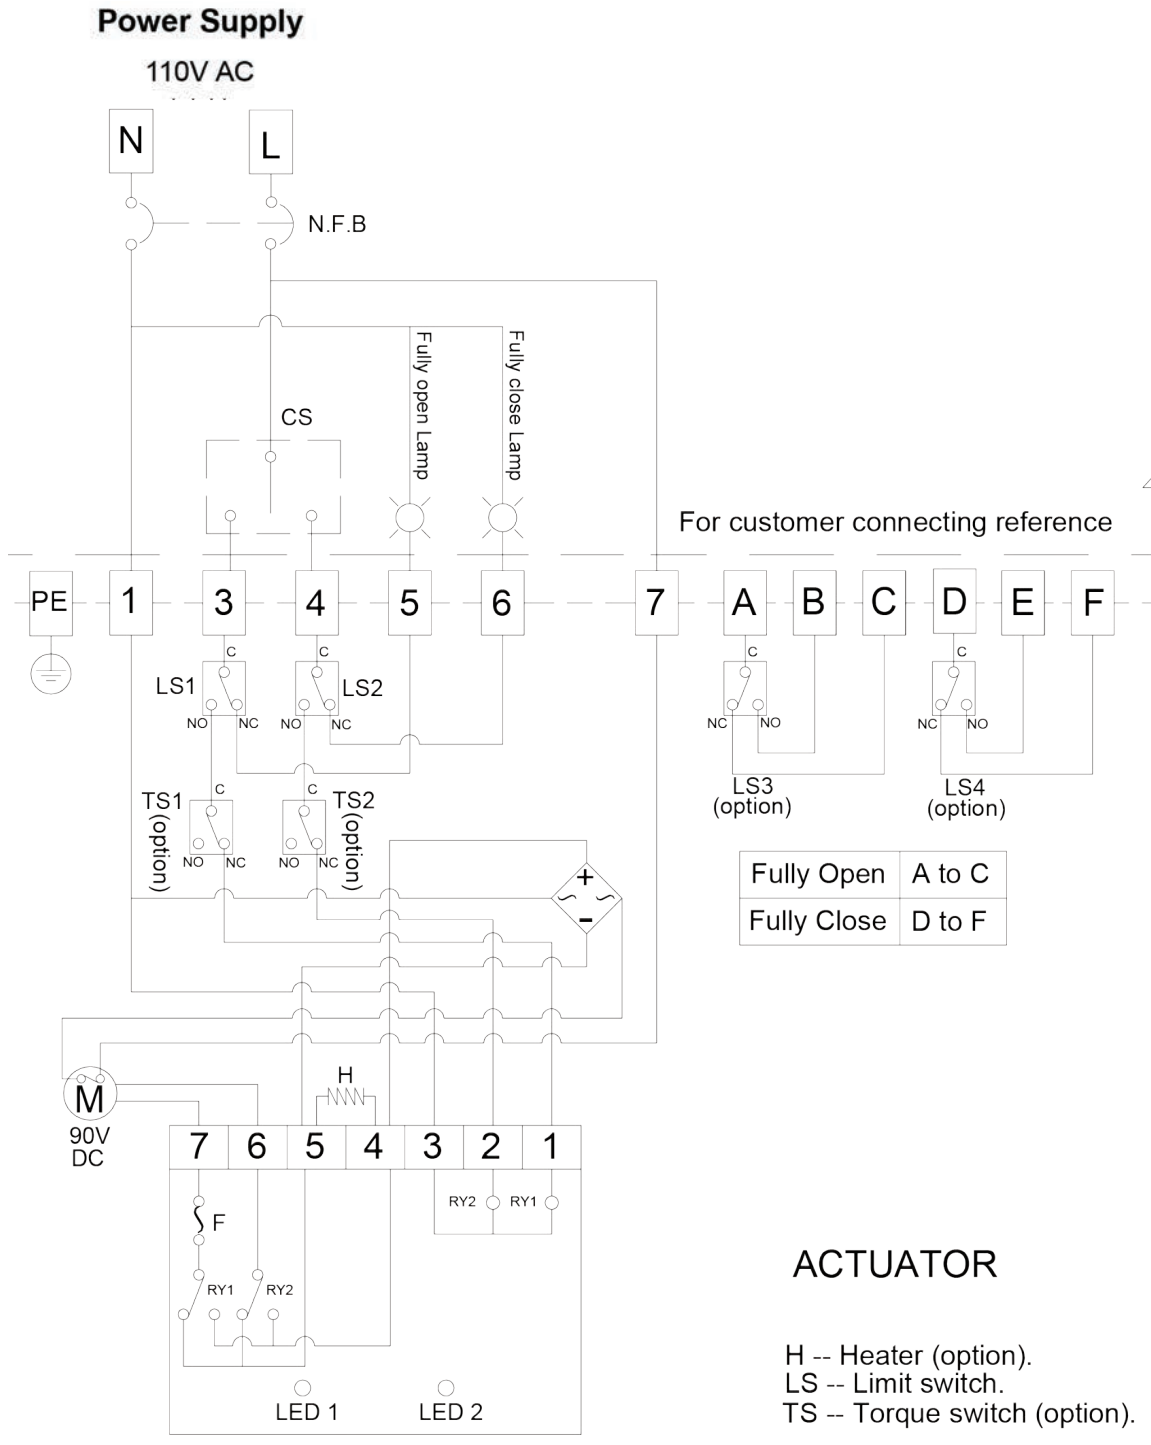 Power Supply
110V AC
N
L
N.F.B
CS
Fully open Lamp
Fully close Lamp
For customer connecting reference
PE 1 3 4 5 6 7 A B C D E F
C C C C
LS1 LS2
NO NC NO NC NC NO NC NO
LS3
(option)
LS4
(option)
C C
TS1
(option)
TS2
(option)
NO NC NO NC
+
-
Fully Open A to C
Fully Close D to F
M
90V
DC
H
7 6 5 4 3 2 1
RY2 RY1
F
RY1 RY2
LED 1 LED 2
ACTUATOR
H -- Heater (option).
LS -- Limit switch.
TS -- Torque switch (option).